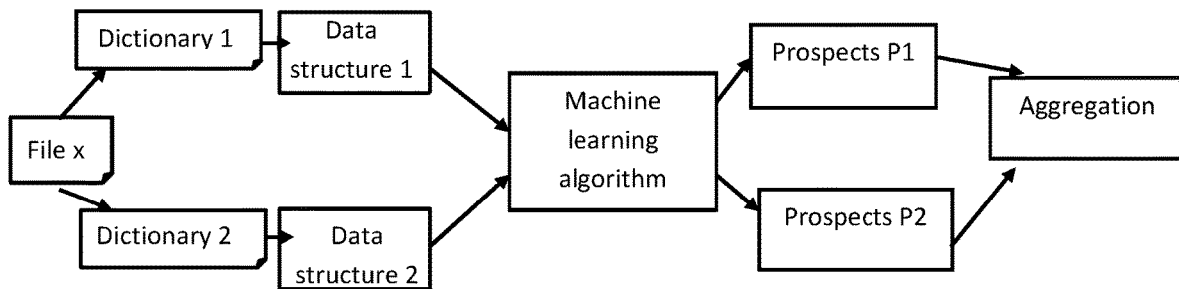 Dictionary 1
Data
structure 1
File x
Dictionary 2
Data
structure 2
Machine
learning
algorithm
Prospects P1
Prospects P2
Aggregation